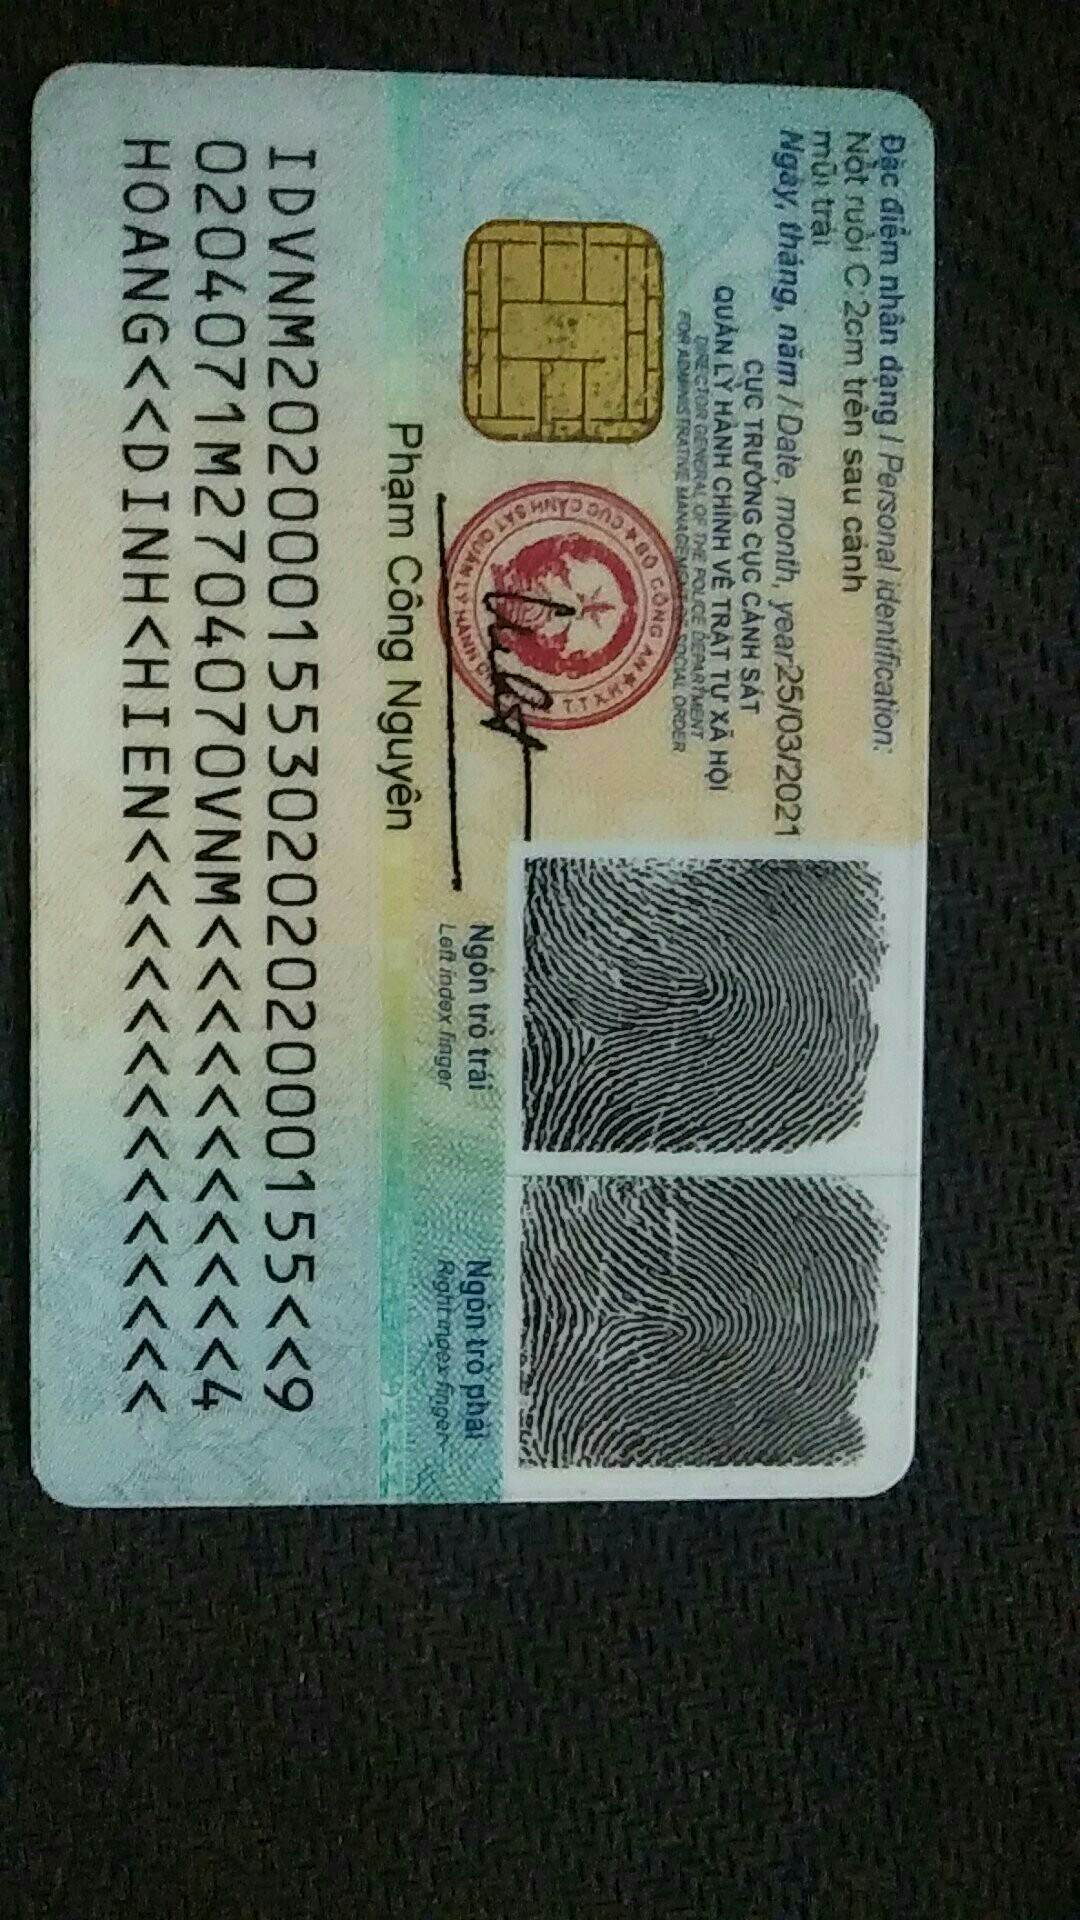 Đặc điểm nhân dạng / Personal identification:
Nốt ruồi C:2cm trên sau cánh
mũi trái
Ngày, tháng, năm / Date, month, year 25/03/2021
CỤC TRƯỞNG CỤC CẢNH SÁT
QUẢN LÝ HÀNH CHÍNH VỀ TRẬT TỰ XÃ HỘI
DIRECTOR GENERAL OF THE POLICE DEPARTMENT
FOR ADMINISTRATIVE MANAGEMENT OF SOCIAL ORDER
BỘ CÔNG AN
CỤC CẢNH SÁT QUẢN LÝ HÀNH
Phạm Công Nguyên
Ngón trỏ trái
Left index finger
Ngón trỏ phải
Right index finger
IDVNM2020001553020202000155<<9
0204071M2704070VNM<<<<<<<<<<<4
HOANG<<DINH<HIEN<<<<<<<<<<<<<<